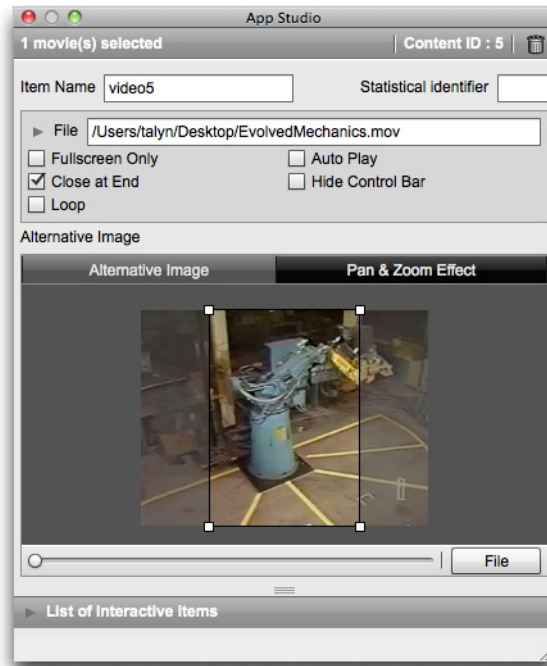 App Studio
1 movie(s) selected
Content ID : 5
Item Name
video5
Statistical identifier
File
/Users/talyn/Desktop/EvolvedMechanics.mov
Fullscreen Only
Auto Play
Close at End
Hide Control Bar
Loop
Alternative Image
Alternative Image
Pan & Zoom Effect
File
List of Interactive Items